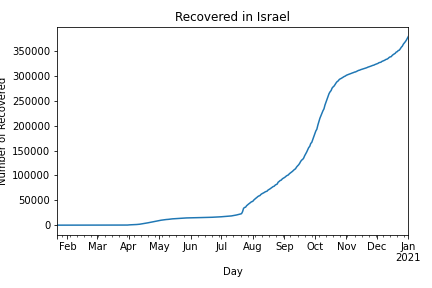 Recovered in Israel
Number of Recovered
350000
300000
250000
200000
150000
100000
50000
0
Feb Mar Apr May Jun Jul Aug Sep Oct Nov Dec Jan
2021
Day